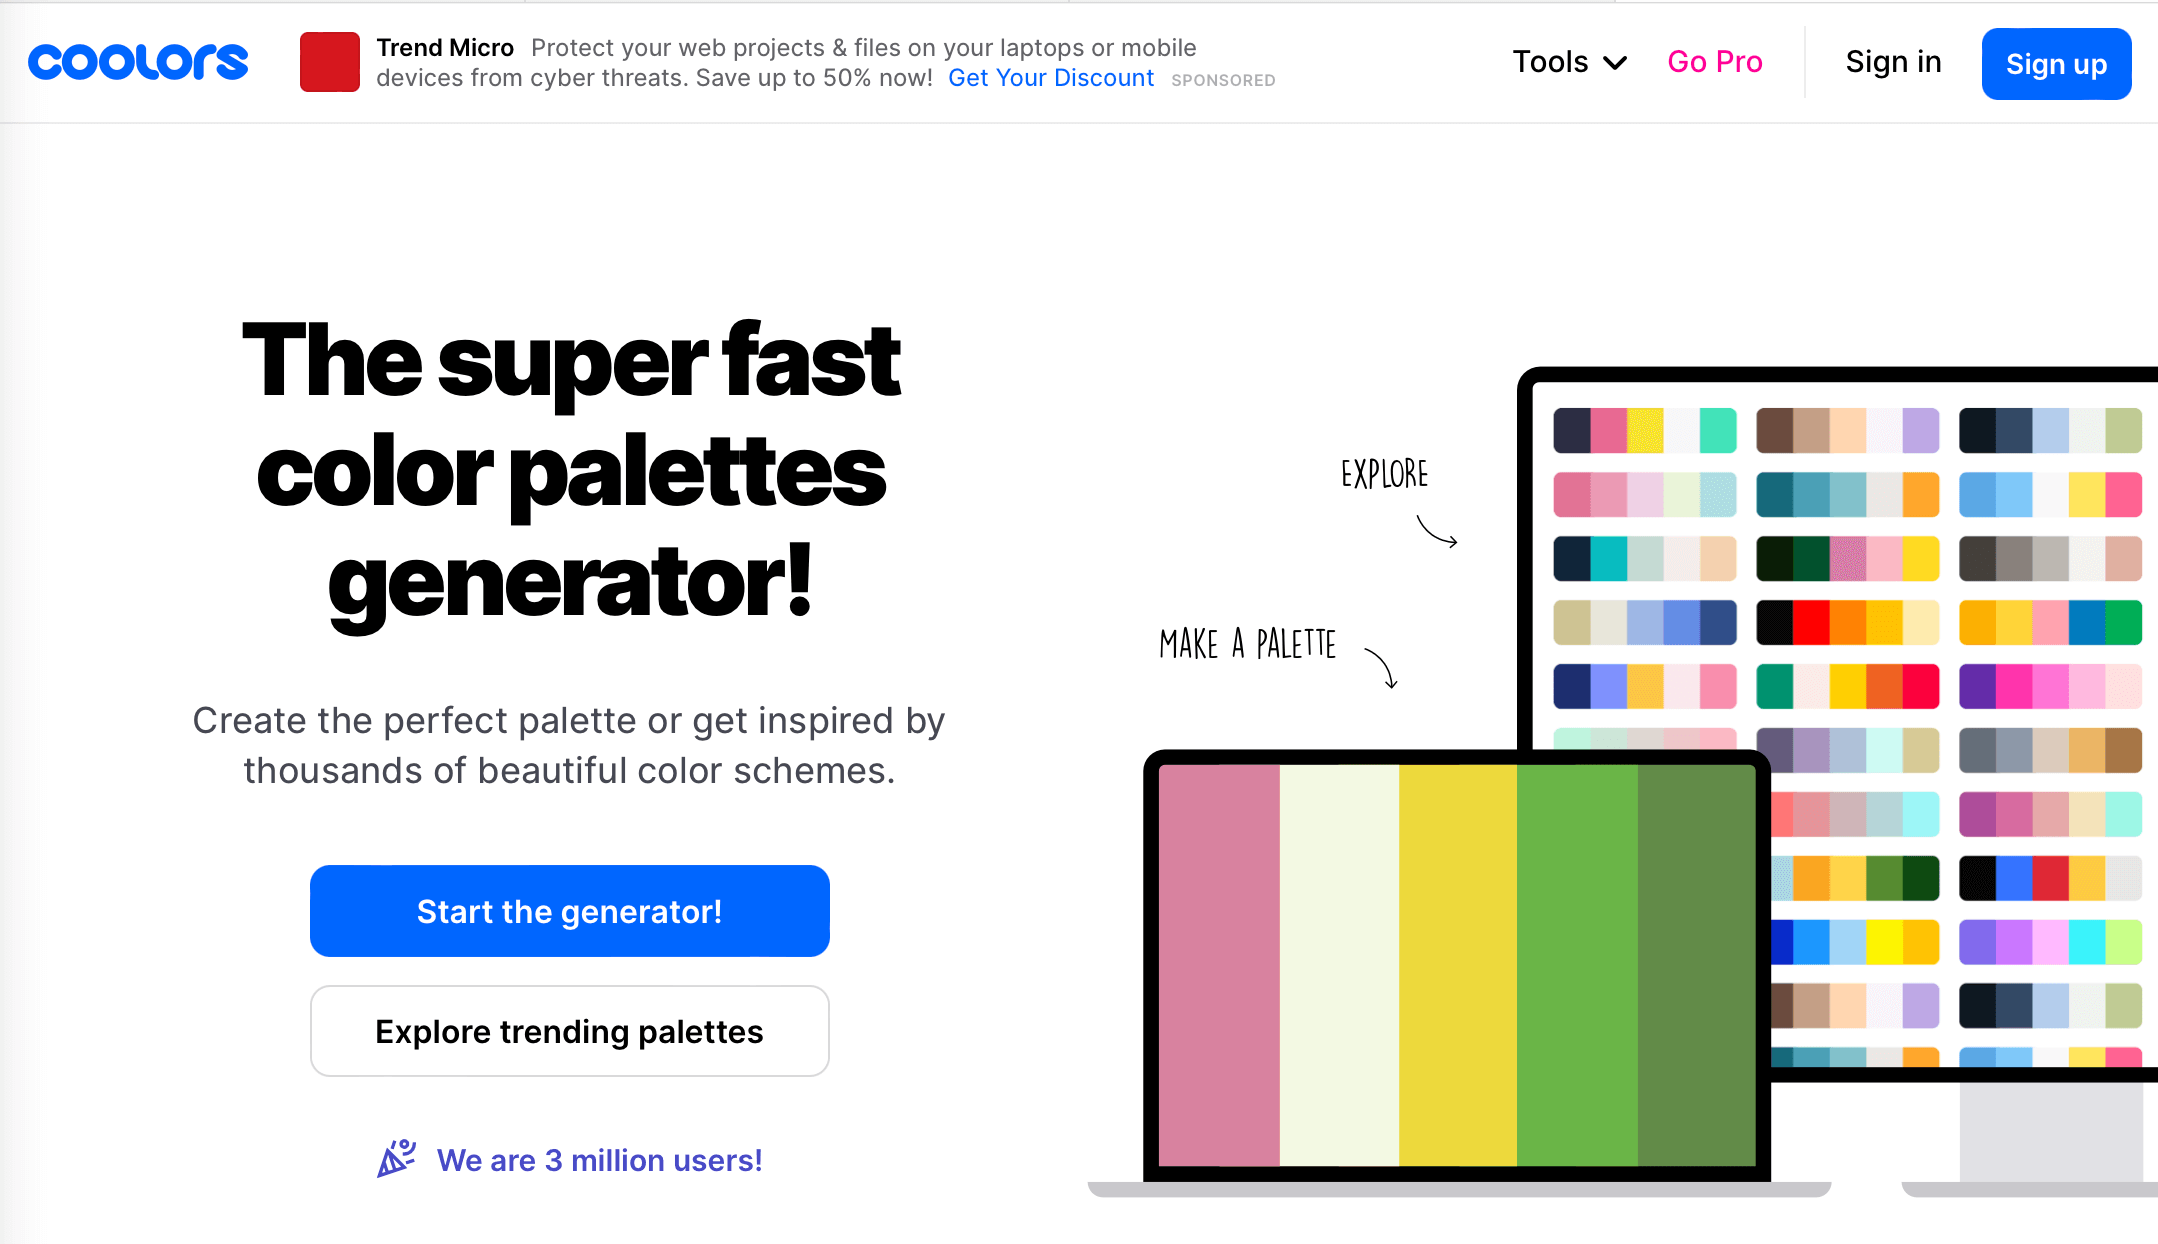 coolors
Trend Micro Protect your web projects & files on your laptops or mobile
devices from cyber threats. Save up to 50% now! Get Your Discount SPONSORED
Tools Go Pro Sign in Sign up
The super fast
color palettes
generator!
Create the perfect palette or get inspired by
thousands of beautiful color schemes.
Start the generator!
Explore trending palettes
We are 3 million users!
EXPLORE
MAKE A PALETTE